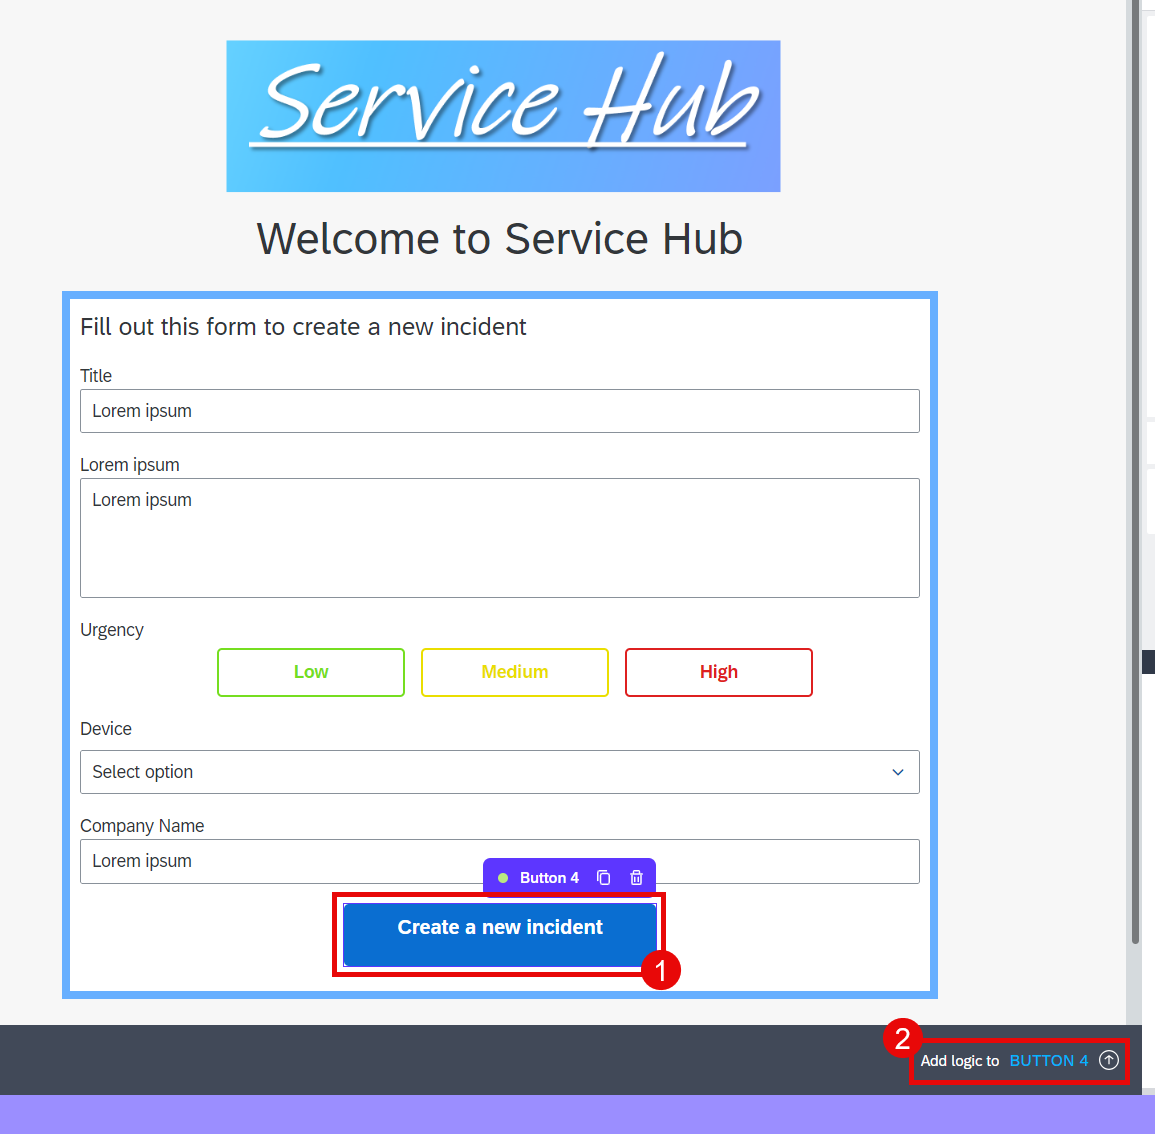 Service Hub
Welcome to Service Hub
Fill out this form to create a new incident
Title
Lorem ipsum
Lorem ipsum
Lorem ipsum
Urgency
Low Medium High
Device
Select option
Company Name
Lorem ipsum
Button 4
Create a new incident
1
2
Add logic to BUTTON 4